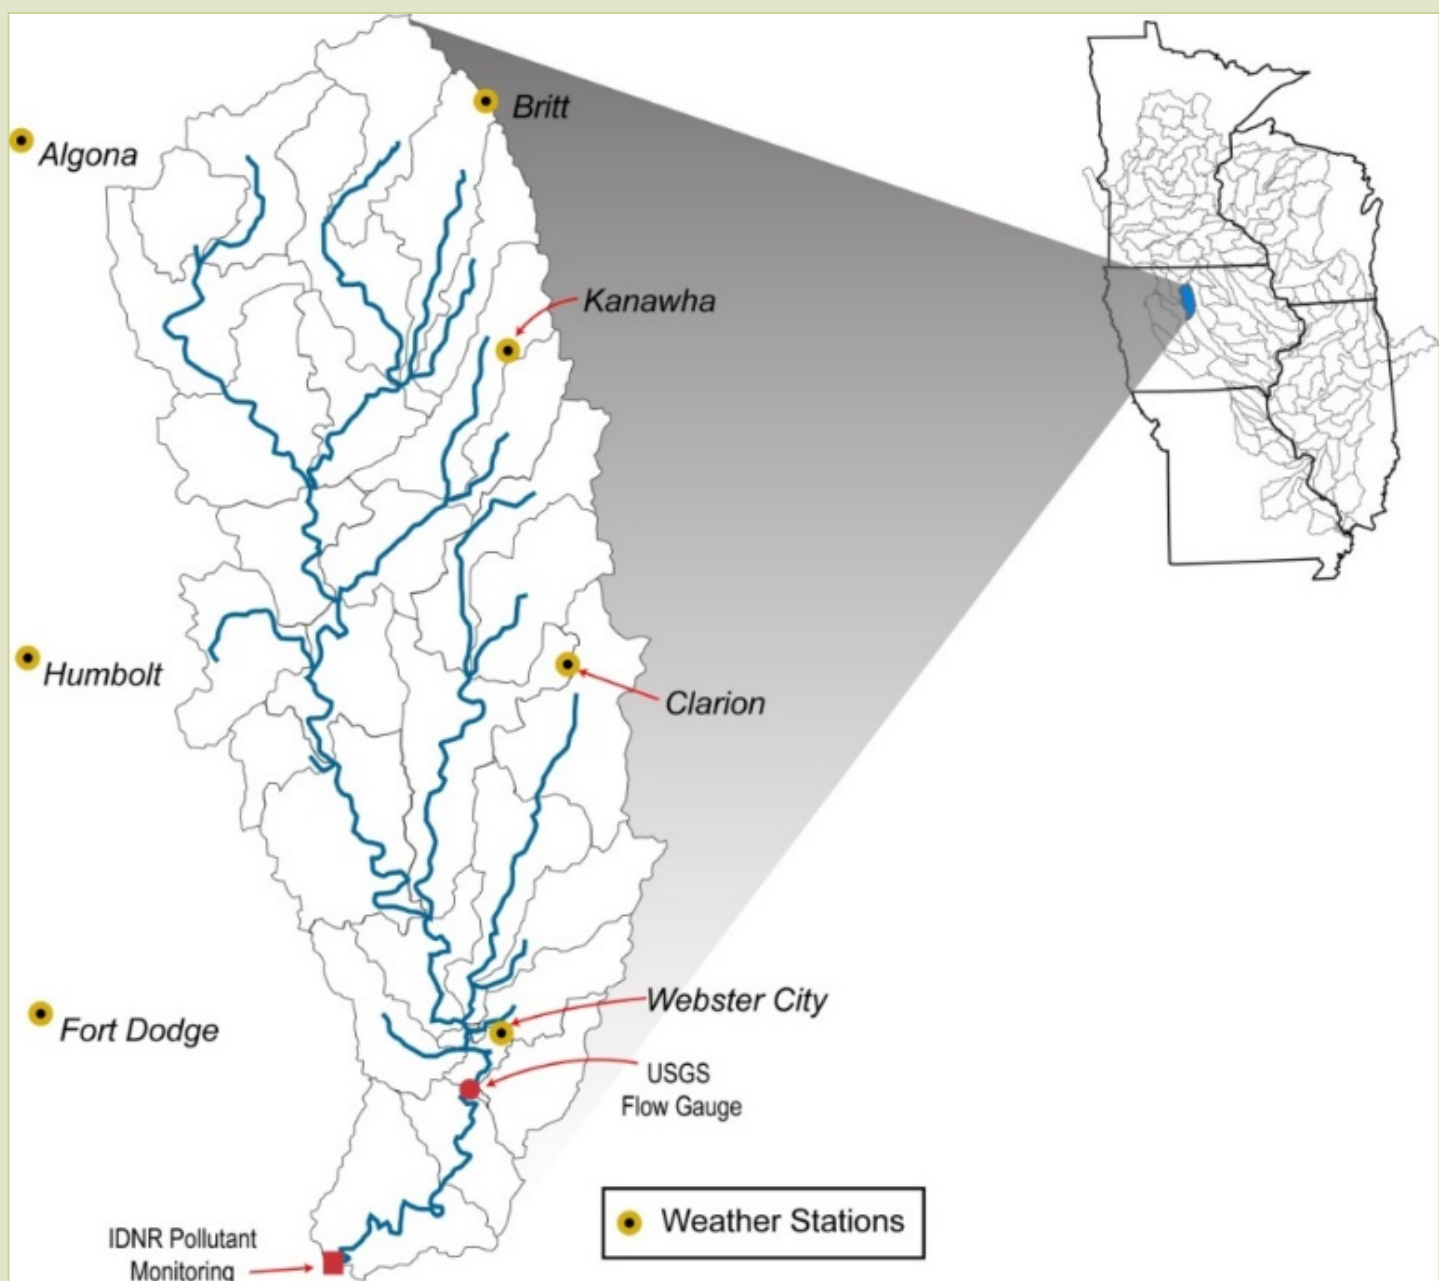 Britt
Algona
Kanawha
Humbolt
Clarion
Webster City
Fort Dodge
USGS
Flow Gauge
Weather Stations
IDNR Pollutant
Monitoring